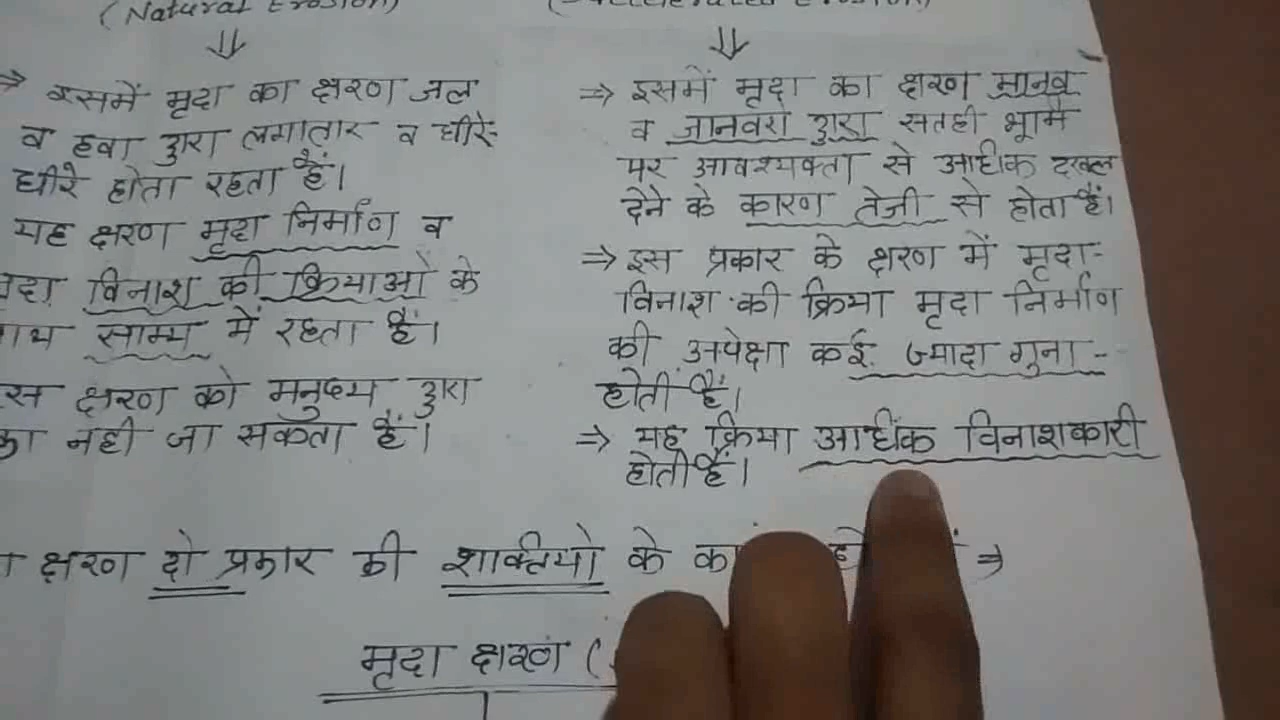 (Natural Erosion)
⇒ इसमें मृदा का क्षरण जल
व हवा द्वारा लगातार व धीरे-
धीरे होता रहता हैं।
यह क्षरण मृदा निर्माण व
विनाश की क्रियाओं के
साम्य में रहता हैं।
क्षरण को मनुष्य द्वारा
नही जा सकता हैं।
⇒ इसमें मृदा का क्षरण मानव
व जानवरो द्वारा सतही भूमि
पर आवश्यक्ता से अधिक दखल
देने के कारण तेजी से होता हैं।
⇒ इस प्रकार के क्षरण में मृदा-
विनाश की क्रिया मृदा निर्माण
की अपेक्षा कई ज्यादा गुना -
होती हैं।
⇒ यह क्रिया अधिक विनाशकारी
होती हैं।
क्षरण दो प्रकार की शक्तियो के ⇒
मृदा क्षरण (